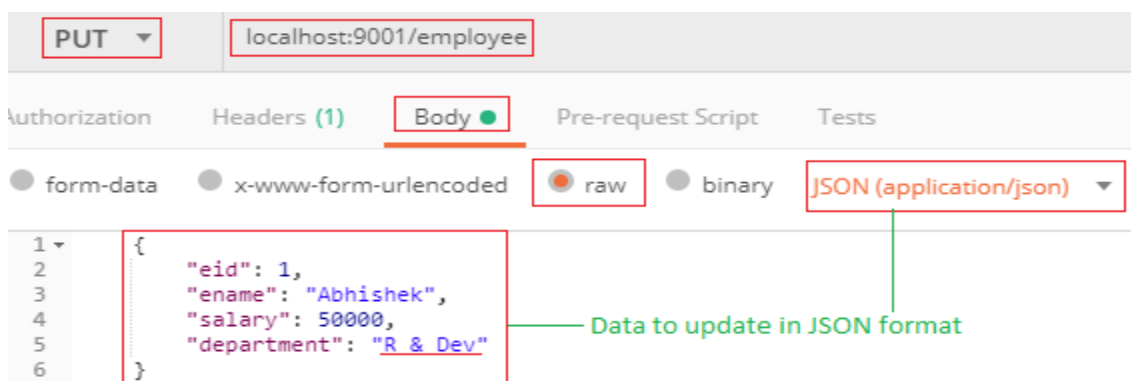 PUT localhost:9001/employee
Authorization Headers (1) Body Pre-request Script Tests
form-data x-www-form-urlencoded raw binary JSON (application/json)
1 {
2 "eid": 1,
3 "ename": "Abhishek",
4 "salary": 50000,
5 "department": "R & Dev"
6 }
Data to update in JSON format